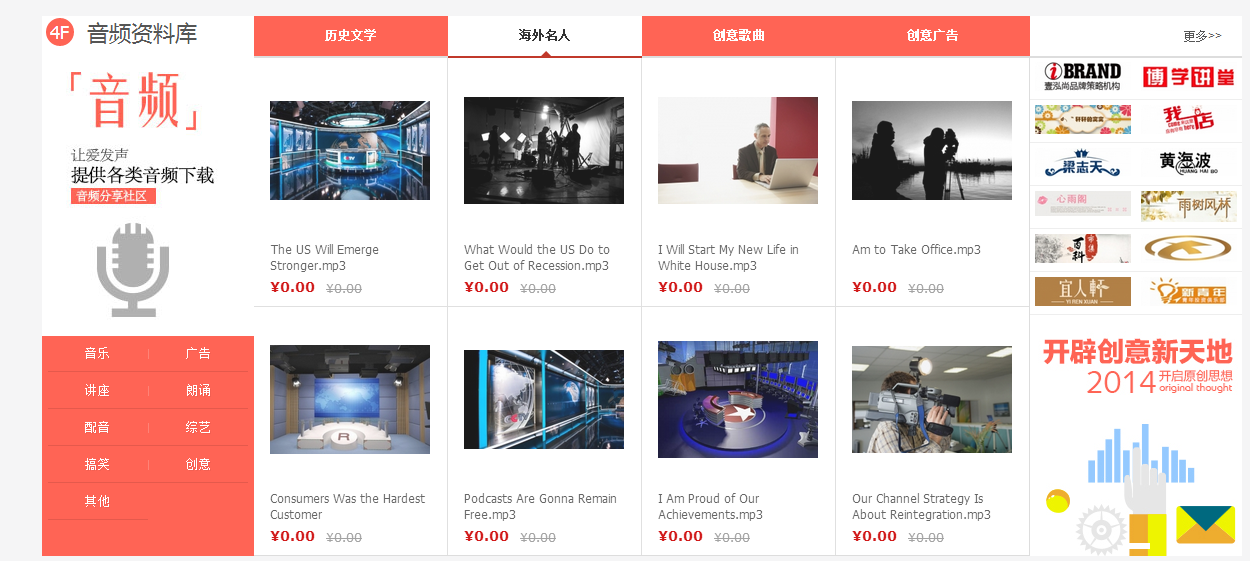 4F 音频资料库
历史文学
海外名人
创意歌曲
创意广告
更多>>
「音频」
让爱发声
提供各类音频下载
音频分享社区
音乐 | 广告
讲座 | 朗诵
配音 | 综艺
搞笑 | 创意
其他
The US Will Emerge
Stronger.mp3
¥0.00 ¥0.00
What Would the US Do to
Get Out of Recession.mp3
¥0.00 ¥0.00
I Will Start My New Life in
White House.mp3
¥0.00 ¥0.00
Am to Take Office.mp3
¥0.00 ¥0.00
Consumers Was the Hardest
Customer
¥0.00 ¥0.00
Podcasts Are Gonna Remain
Free.mp3
¥0.00 ¥0.00
I Am Proud of Our
Achievements.mp3
¥0.00 ¥0.00
Our Channel Strategy Is
About Reintegration.mp3
¥0.00 ¥0.00
iBRAND
壹泓尚品牌策略机构
博学讲堂
我 店
梁志天
黄海波
HUANG HAI BO
心雨阁
雨树风林
百科
宜人轩
YI REN XUAN
新青年
开辟创意新天地
2014 开启原创思想
original thought